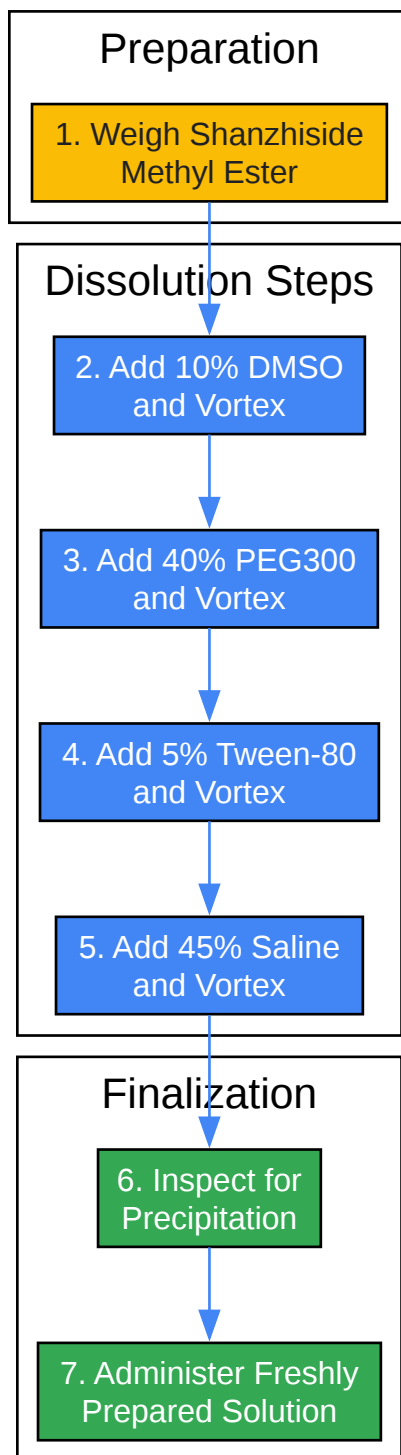 Preparation
1. Weigh Shanzhiside
Methyl Ester
Dissolution Steps
2. Add 10% DMSO
and Vortex
3. Add 40% PEG300
and Vortex
4. Add 5% Tween-80
and Vortex
5. Add 45% Saline
and Vortex
Finalization
6. Inspect for
Precipitation
7. Administer Freshly
Prepared Solution